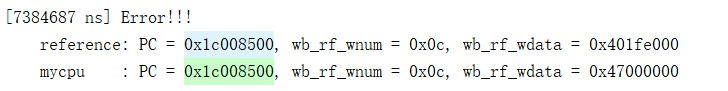 [7384687 ns] Error!!!
reference: PC = 0x1c008500, wb_rf_wnum = 0x0c, wb_rf_wdata = 0x401fe000
mycpu    : PC = 0x1c008500, wb_rf_wnum = 0x0c, wb_rf_wdata = 0x47000000